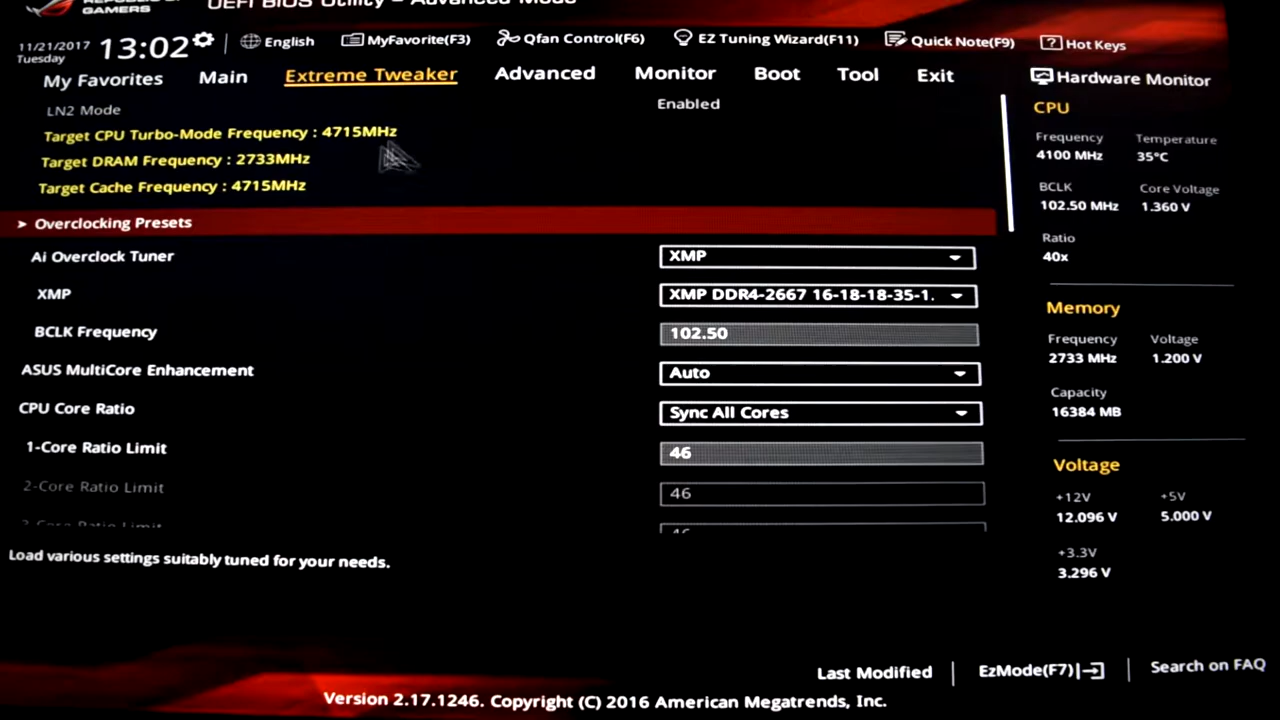 GAMERS
UEFI BIOS Utility – Advanced Mode
11/21/2017
Tuesday
13:02
English
MyFavorite(F3)
Qfan Control(F6)
EZ Tuning Wizard(F11)
Quick Note(F9)
Hot Keys
My Favorites
Main
Extreme Tweaker
Advanced
Monitor
Boot
Tool
Exit
LN2 Mode Enabled
Target CPU Turbo-Mode Frequency : 4715MHz
Target DRAM Frequency : 2733MHz
Target Cache Frequency : 4715MHz
Overclocking Presets
Ai Overclock Tuner XMP
XMP XMP DDR4-2667 16-18-18-35-1.
BCLK Frequency 102.50
ASUS MultiCore Enhancement Auto
CPU Core Ratio Sync All Cores
1-Core Ratio Limit 46
2-Core Ratio Limit 46
3-Core Ratio Limit 46
Load various settings suitably tuned for your needs.
Hardware Monitor
CPU
Frequency Temperature
4100 MHz 35°C
BCLK Core Voltage
102.50 MHz 1.360 V
Ratio
40x
Memory
Frequency Voltage
2733 MHz 1.200 V
Capacity
16384 MB
Voltage
+12V +5V
12.096 V 5.000 V
+3.3V
3.296 V
Last Modified
EzMode(F7)
Search on FAQ
Version 2.17.1246. Copyright (C) 2016 American Megatrends, Inc.